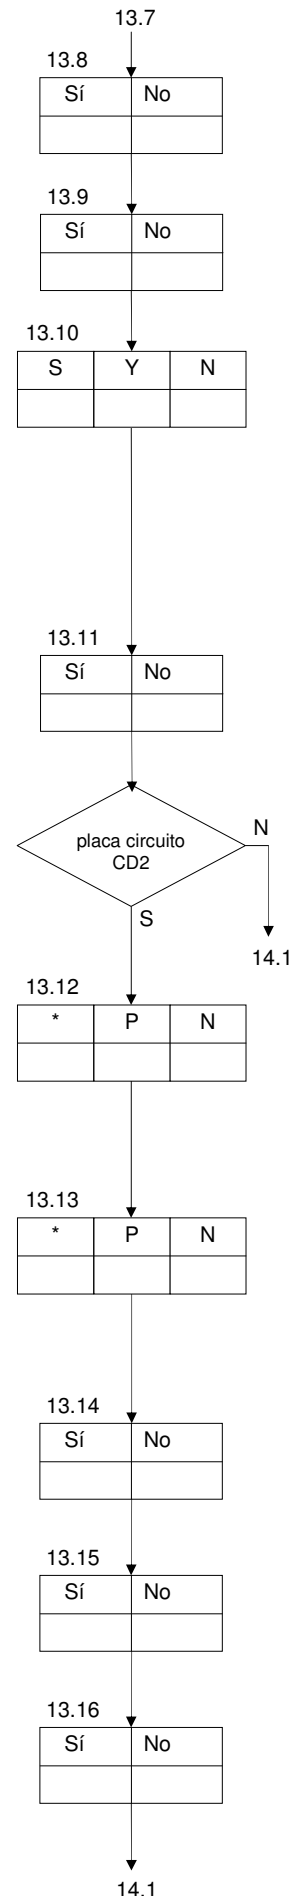 13.7
13.8
Sí No
13.9
Sí No
13.10
S Y N
13.11
Sí No
placa circuito
CD2
N
S
14.1
13.12
* P N
13.13
* P N
13.14
Sí No
13.15
Sí No
13.16
Sí No
14.1